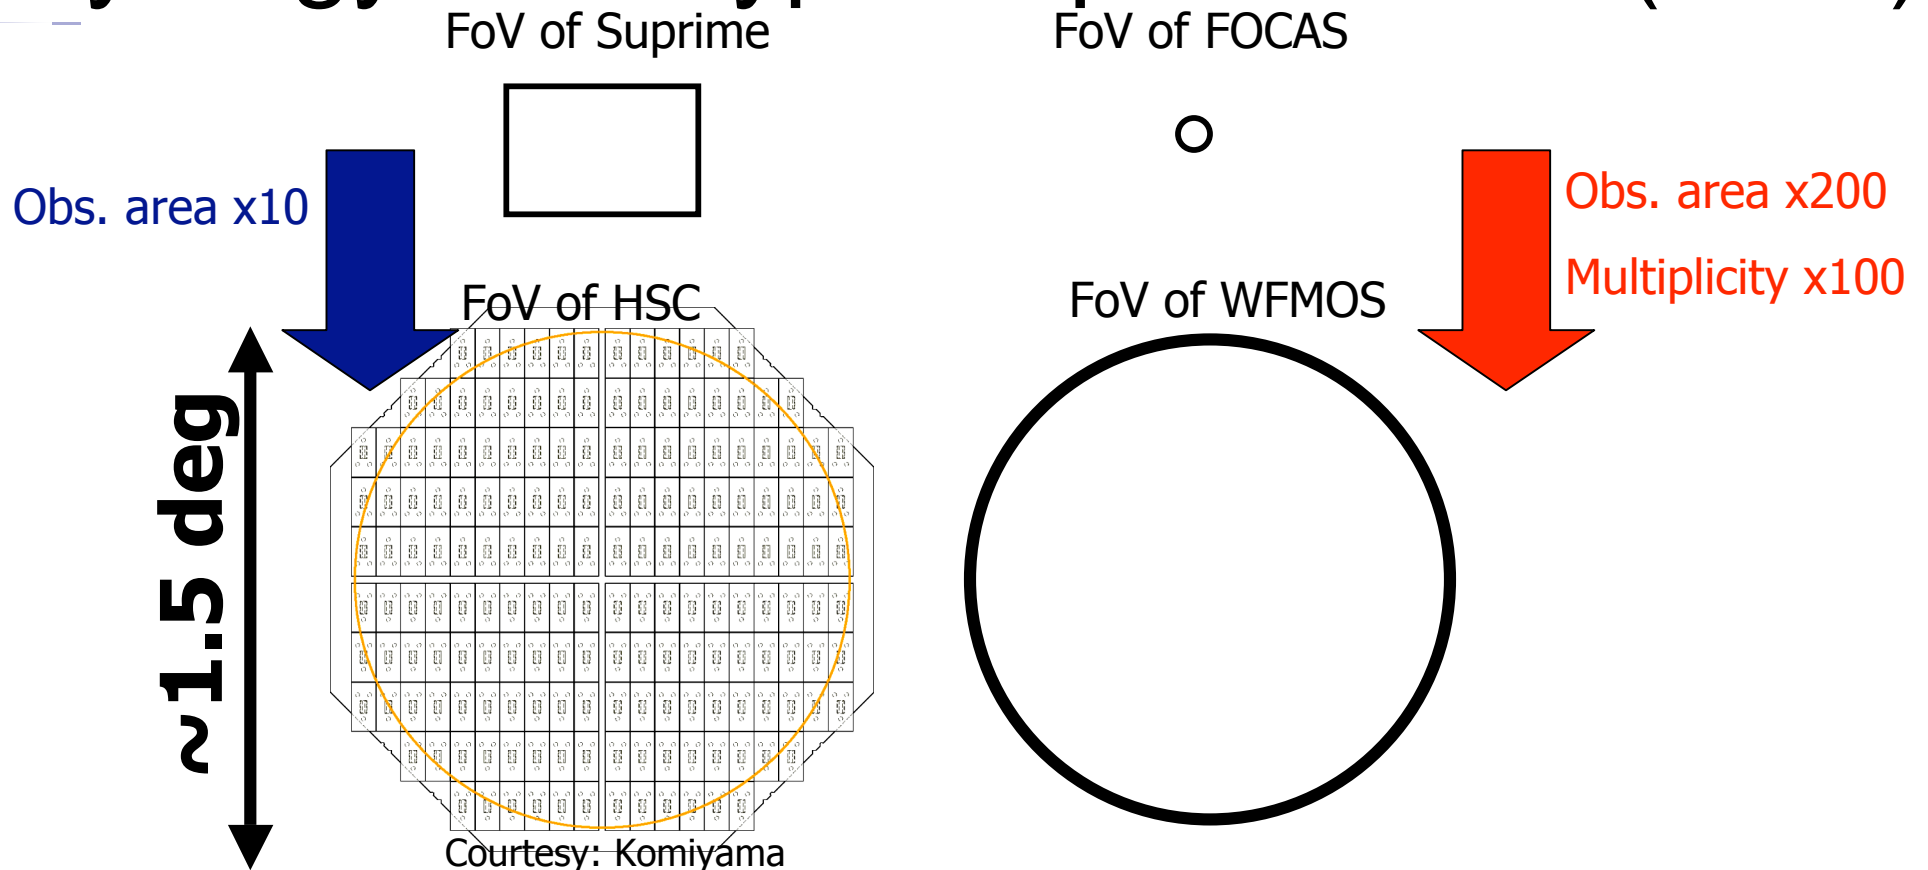 FoV of Suprime
FoV of FOCAS
Obs. area x10
Obs. area x200
Multiplicity x100
FoV of HSC
FoV of WFMOS
~1.5 deg
Courtesy: Komiyama